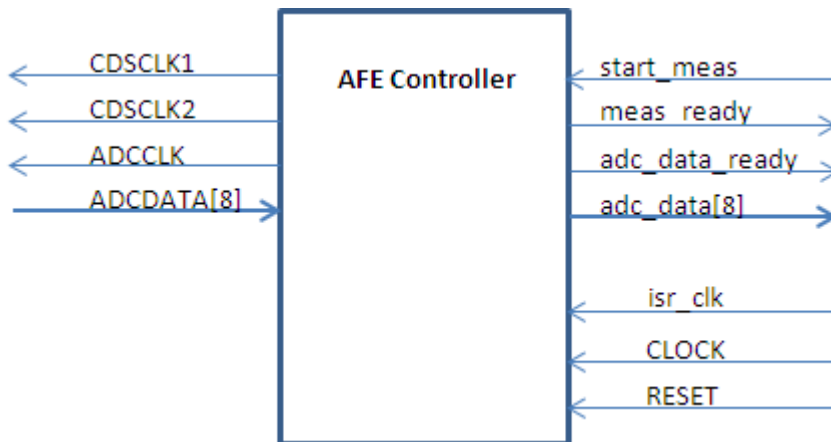 CDSCLK1
CDSCLK2
ADCCLK
ADCDATA[8]
AFE Controller
start_meas
meas_ready
adc_data_ready
adc_data[8]
isr_clk
CLOCK
RESET